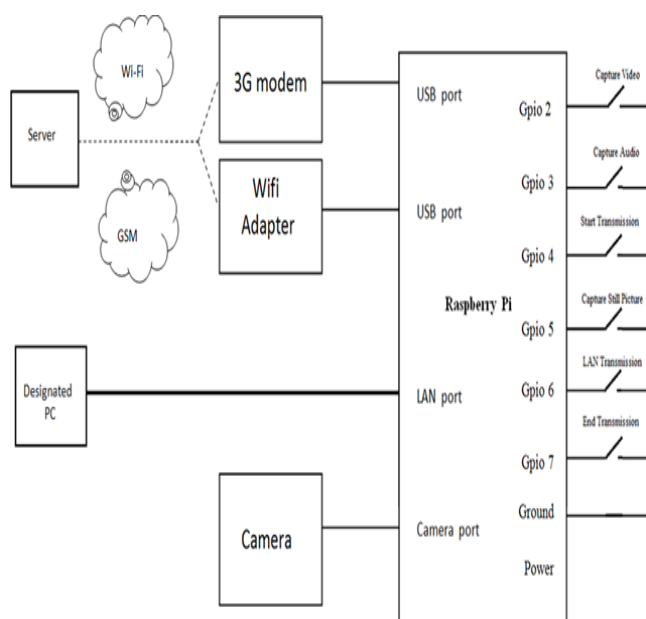 Wi-Fi
3G modem
USB port
Capture Video
Gpio 2
Server
Capture Audio
Gpio 3
Wifi
Adapter
USB port
GSM
Start Transmission
Gpio 4
Raspberry Pi
Capture Still Picture
Gpio 5
LAN Transmission
Designated
PC
LAN port
Gpio 6
End Transmission
Gpio 7
Ground
Camera
Camera port
Power